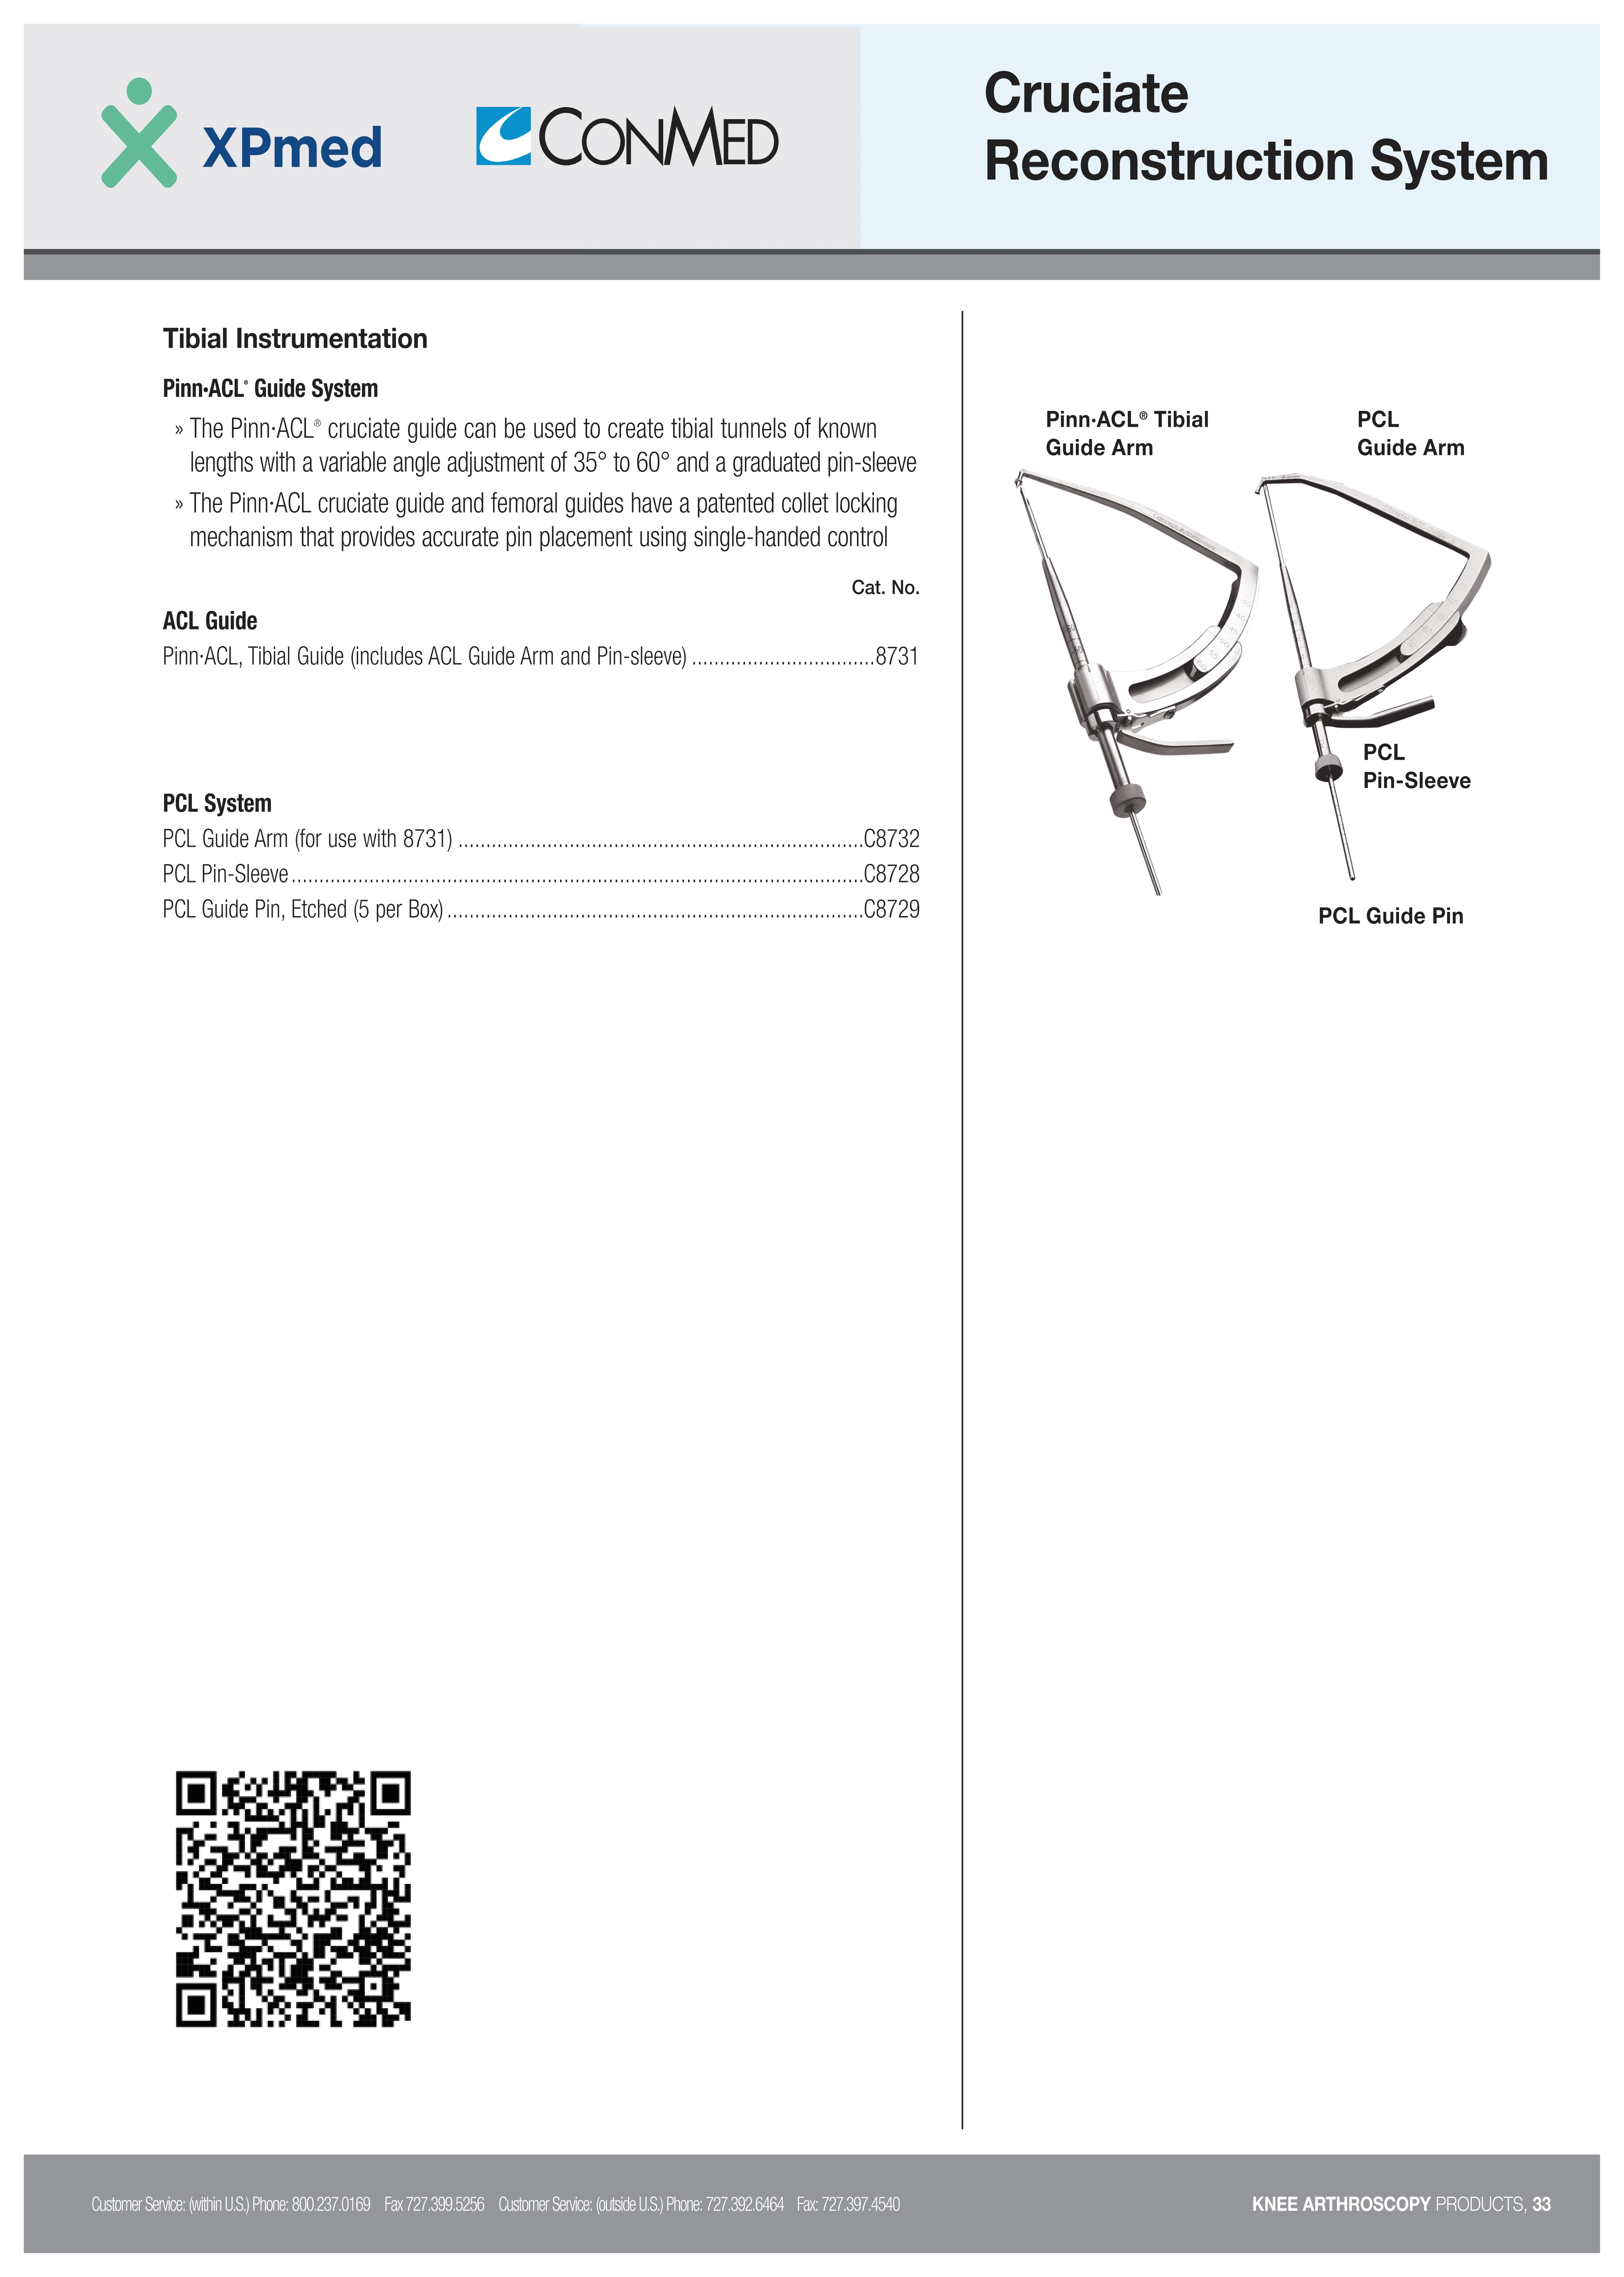 XPmed
CONMED
Cruciate
Reconstruction System
Tibial Instrumentation
Pinn·ACL® Guide System
» The Pinn·ACL® cruciate guide can be used to create tibial tunnels of known
lengths with a variable angle adjustment of 35° to 60° and a graduated pin-sleeve
» The Pinn·ACL cruciate guide and femoral guides have a patented collet locking
mechanism that provides accurate pin placement using single-handed control
Cat. No.
ACL Guide
Pinn·ACL, Tibial Guide (includes ACL Guide Arm and Pin-sleeve) .................................8731
PCL System
PCL Guide Arm (for use with 8731) .........................................................................C8732
PCL Pin-Sleeve.......................................................................................................C8728
PCL Guide Pin, Etched (5 per Box)...........................................................................C8729
Pinn·ACL® Tibial
Guide Arm
PCL
Guide Arm
PCL
Pin-Sleeve
PCL Guide Pin
Customer Service: (within U.S.) Phone: 800.237.0169 Fax 727.399.5256 Customer Service: (outside U.S.) Phone: 727.392.6464 Fax: 727.397.4540
KNEE ARTHROSCOPY PRODUCTS, 33